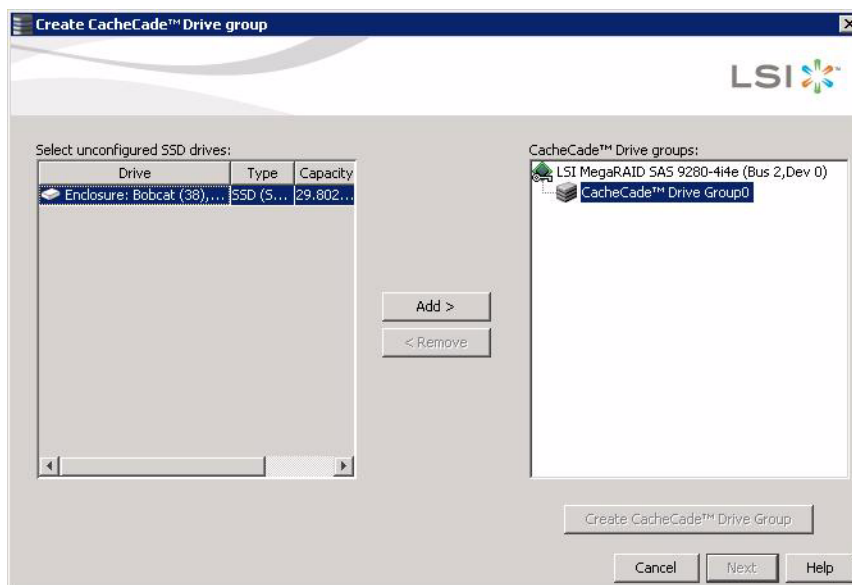 Create CacheCade™ Drive group
LSI
Select unconfigured SSD drives:
Drive Type Capacity
Enclosure: Bobcat (38),... SSD (S... 29.802...
CacheCade™ Drive groups:
LSI MegaRAID SAS 9280-4i4e (Bus 2,Dev 0)
CacheCade™ Drive Group0
Add >
< Remove
Create CacheCade™ Drive Group
Cancel Next Help